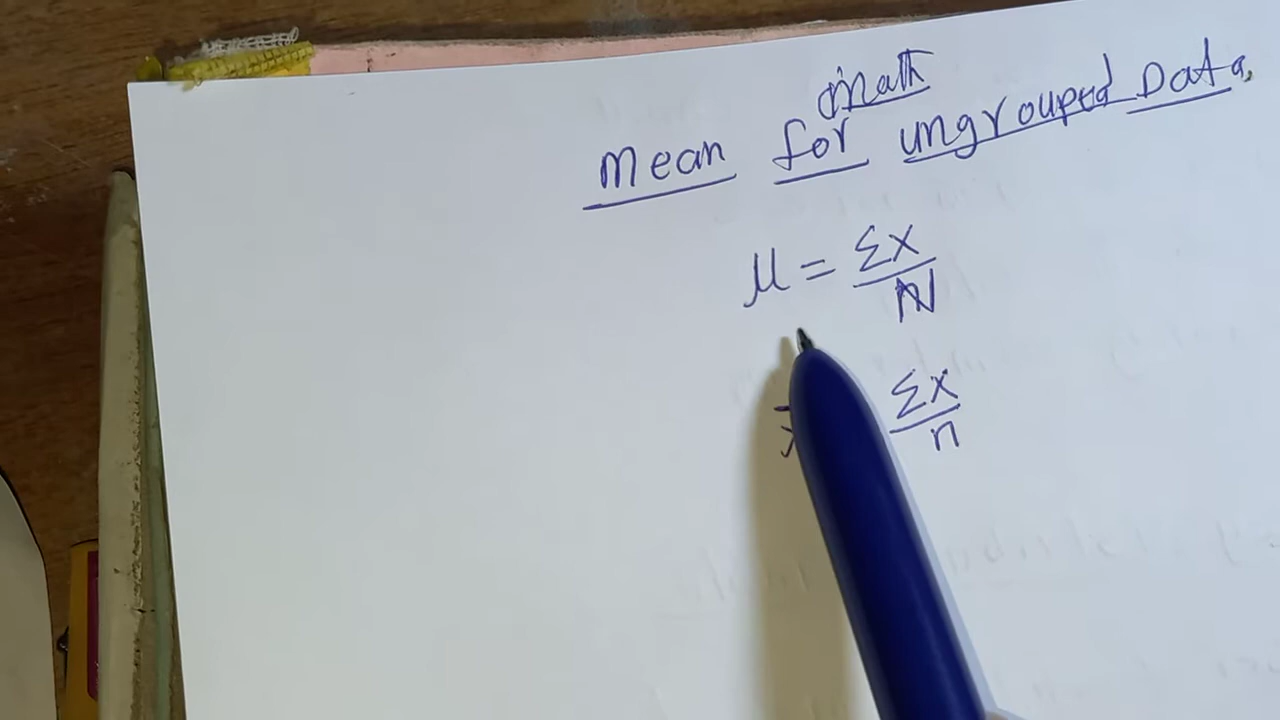 math
Mean for ungrouped Data,
μ = Σx / N
Σx / n